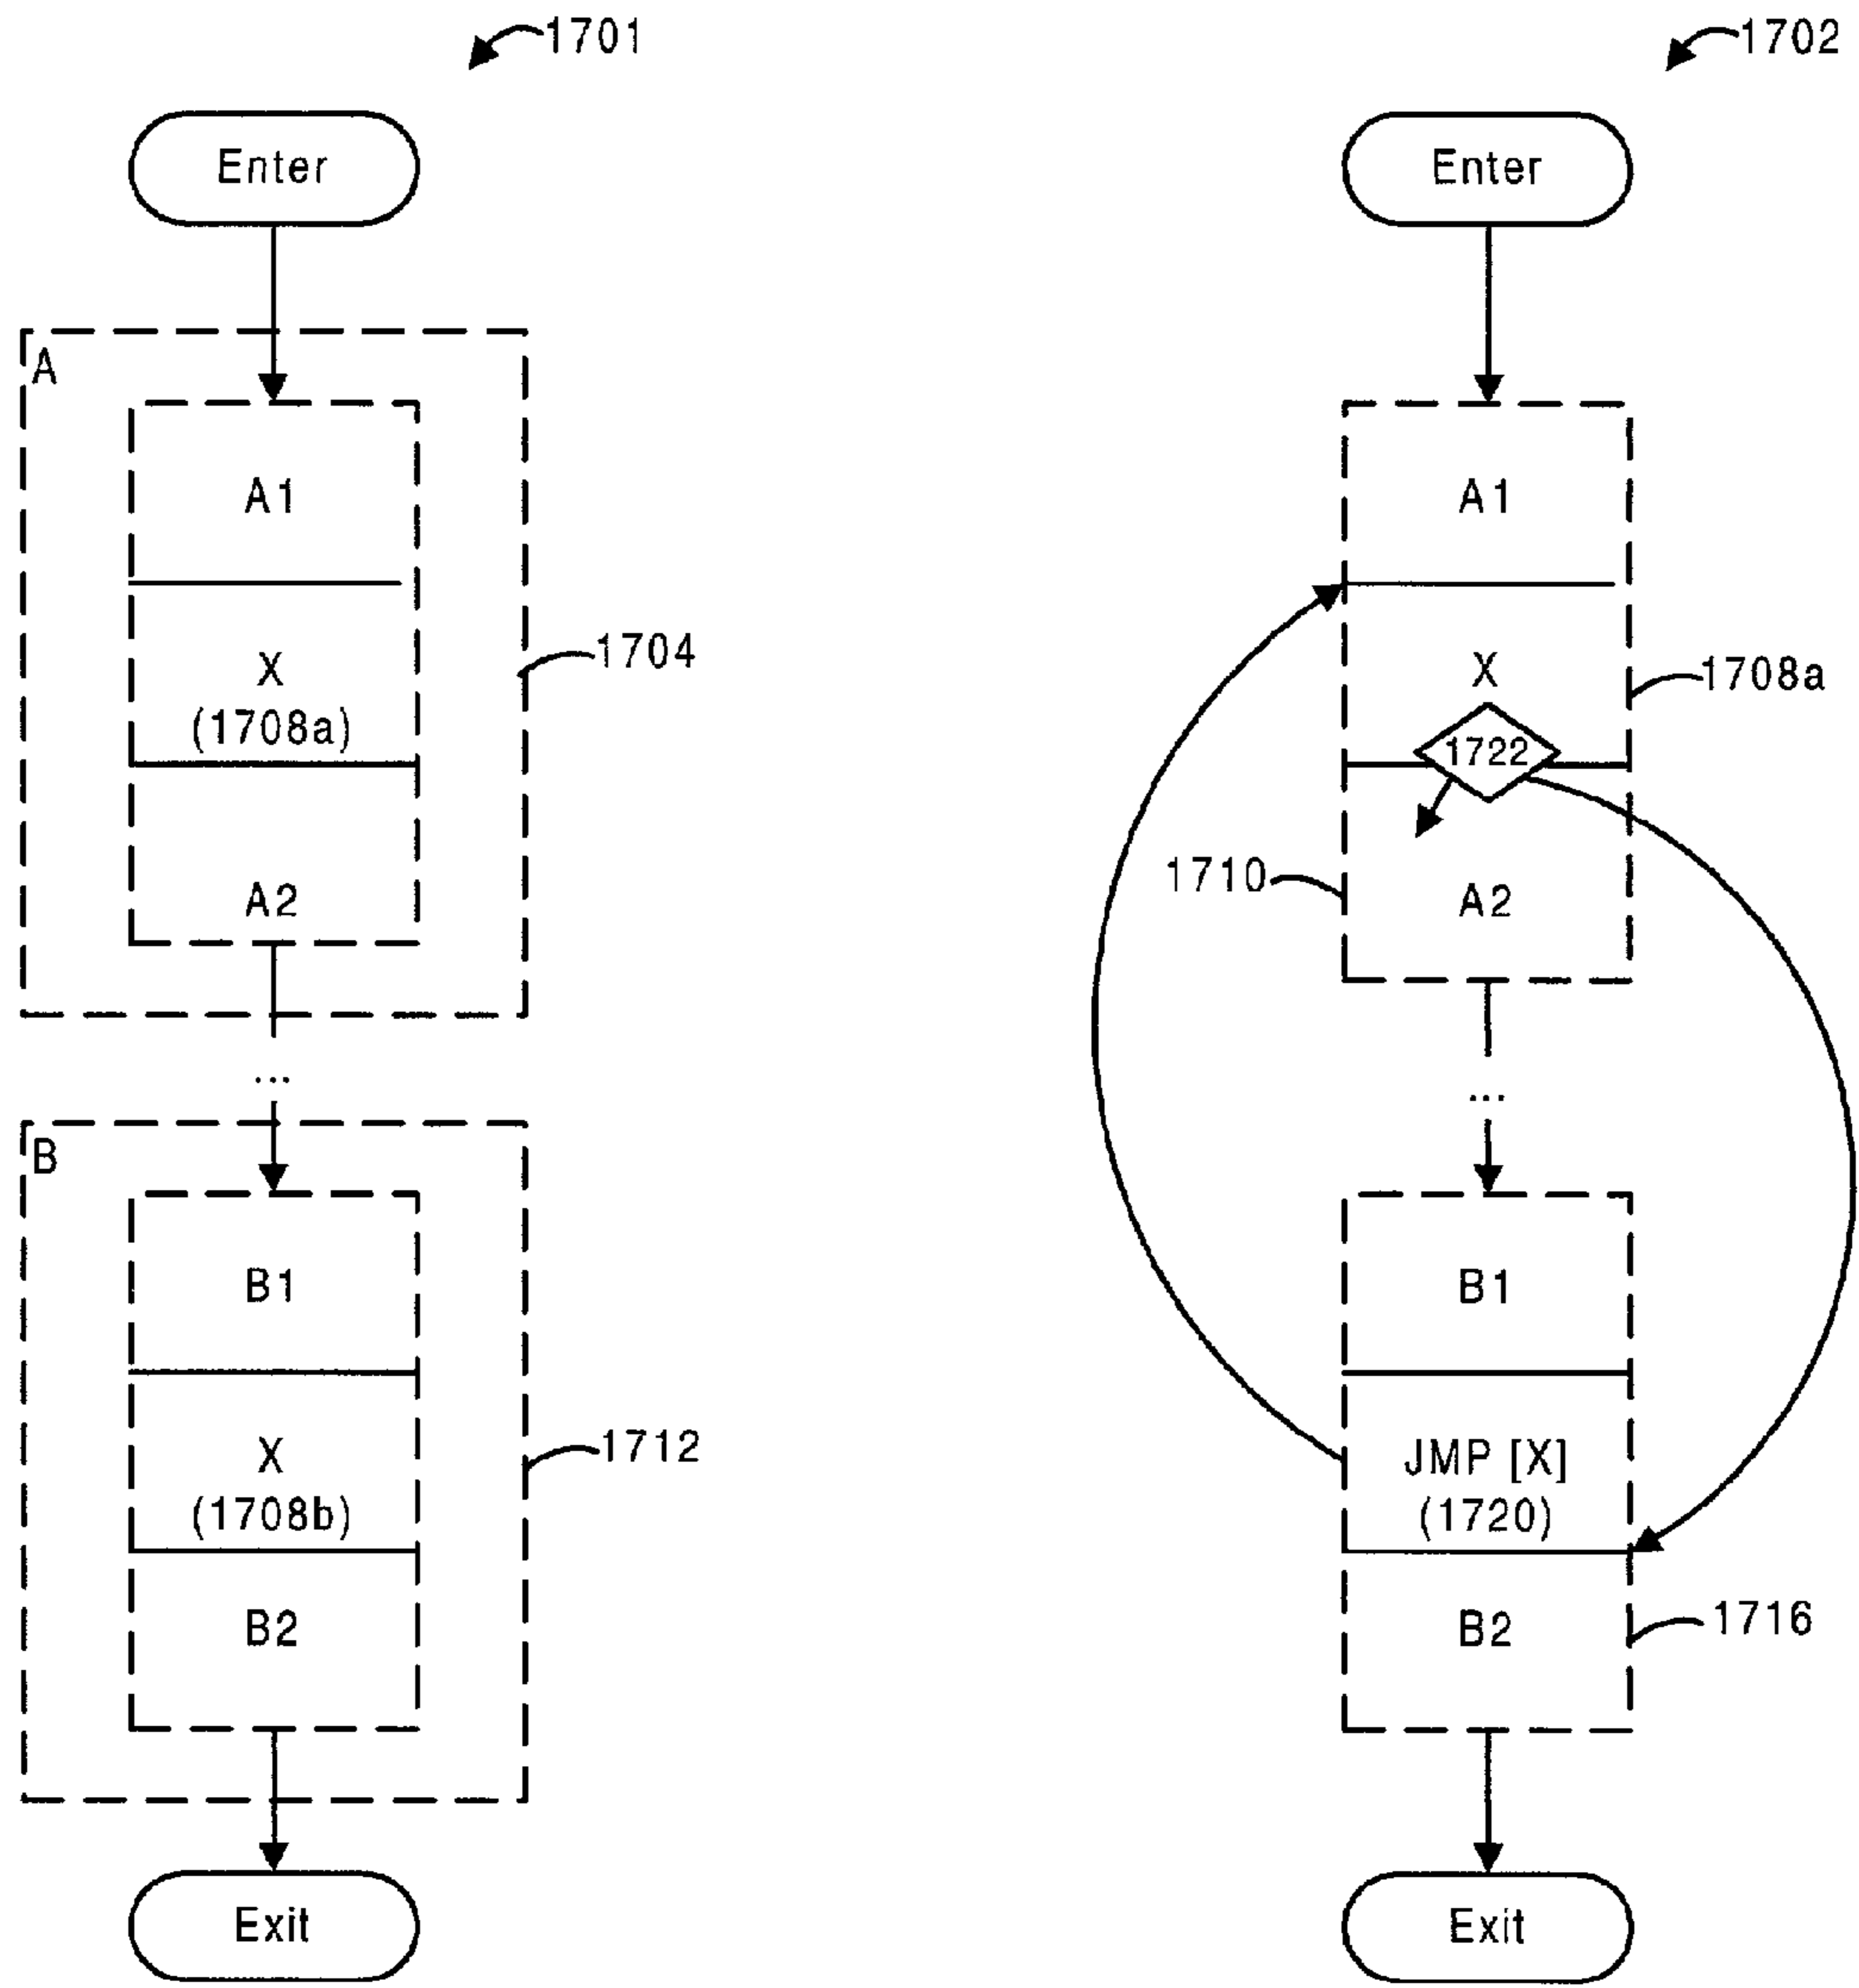 1701
Enter
A
A1
X
(1708a)
1704
A2
...
B
B1
X
(1708b)
1712
B2
Exit
1702
Enter
A1
X
1708a
1722
1710
A2
...
B1
JMP [X]
(1720)
B2
1716
Exit